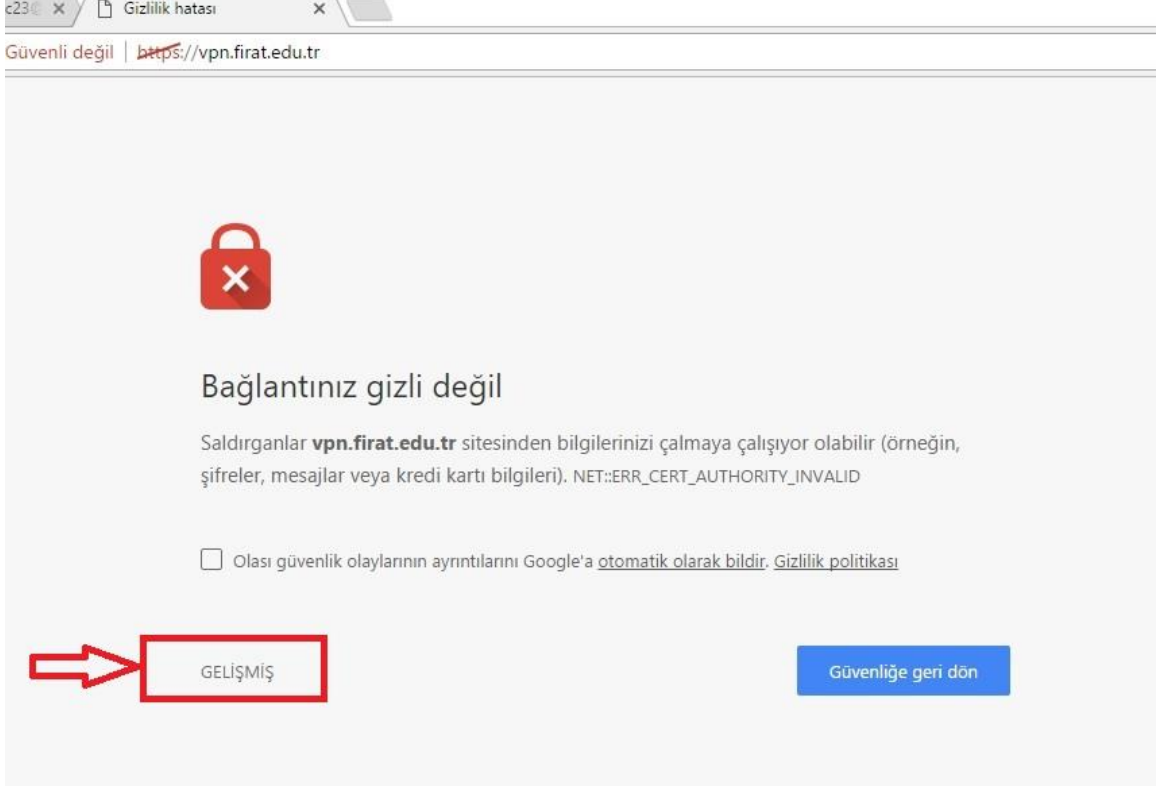 c23@
Gizlilik hatası
Güvenli değil | https://vpn.firat.edu.tr
Bağlantınız gizli değil
Saldırganlar vpn.firat.edu.tr sitesinden bilgilerinizi çalmaya çalışıyor olabilir (örneğin,
şifreler, mesajlar veya kredi kartı bilgileri). NET::ERR_CERT_AUTHORITY_INVALID
Olası güvenlik olaylarının ayrıntılarını Google'a otomatik olarak bildir. Gizlilik politikası
GELİŞMİŞ
Güvenliğe geri dön